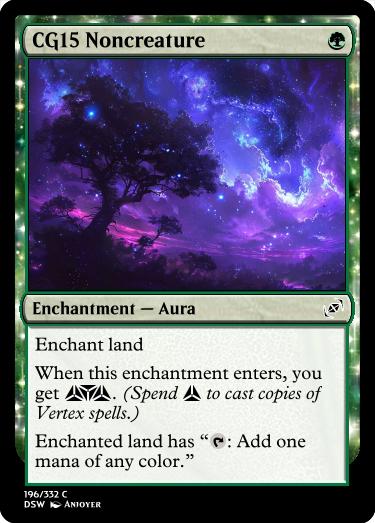 CG15 Noncreature
Enchantment — Aura
Enchant land
When this enchantment enters, you
get . (Spend to cast copies of
Vertex spells.)
Enchanted land has “: Add one
mana of any color.”
196/332 C
DSW ANJOYER